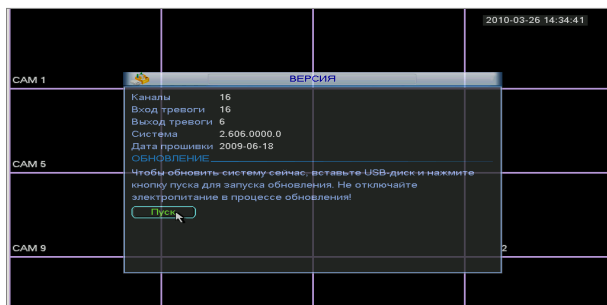 2010-03-26 14:34:41
CAM 1
ВЕРСИЯ
Каналы 16
Вход тревоги 16
Выход тревоги 6
Система 2.606.0000.0
Дата прошивки 2009-06-18
ОБНОВЛЕНИЕ
CAM 5
Чтобы обновить систему сейчас, вставьте USB-диск и нажмите
кнопку пуска для запуска обновления. Не отключайте
электропитание в процессе обновления!
Пуск
CAM 9
2